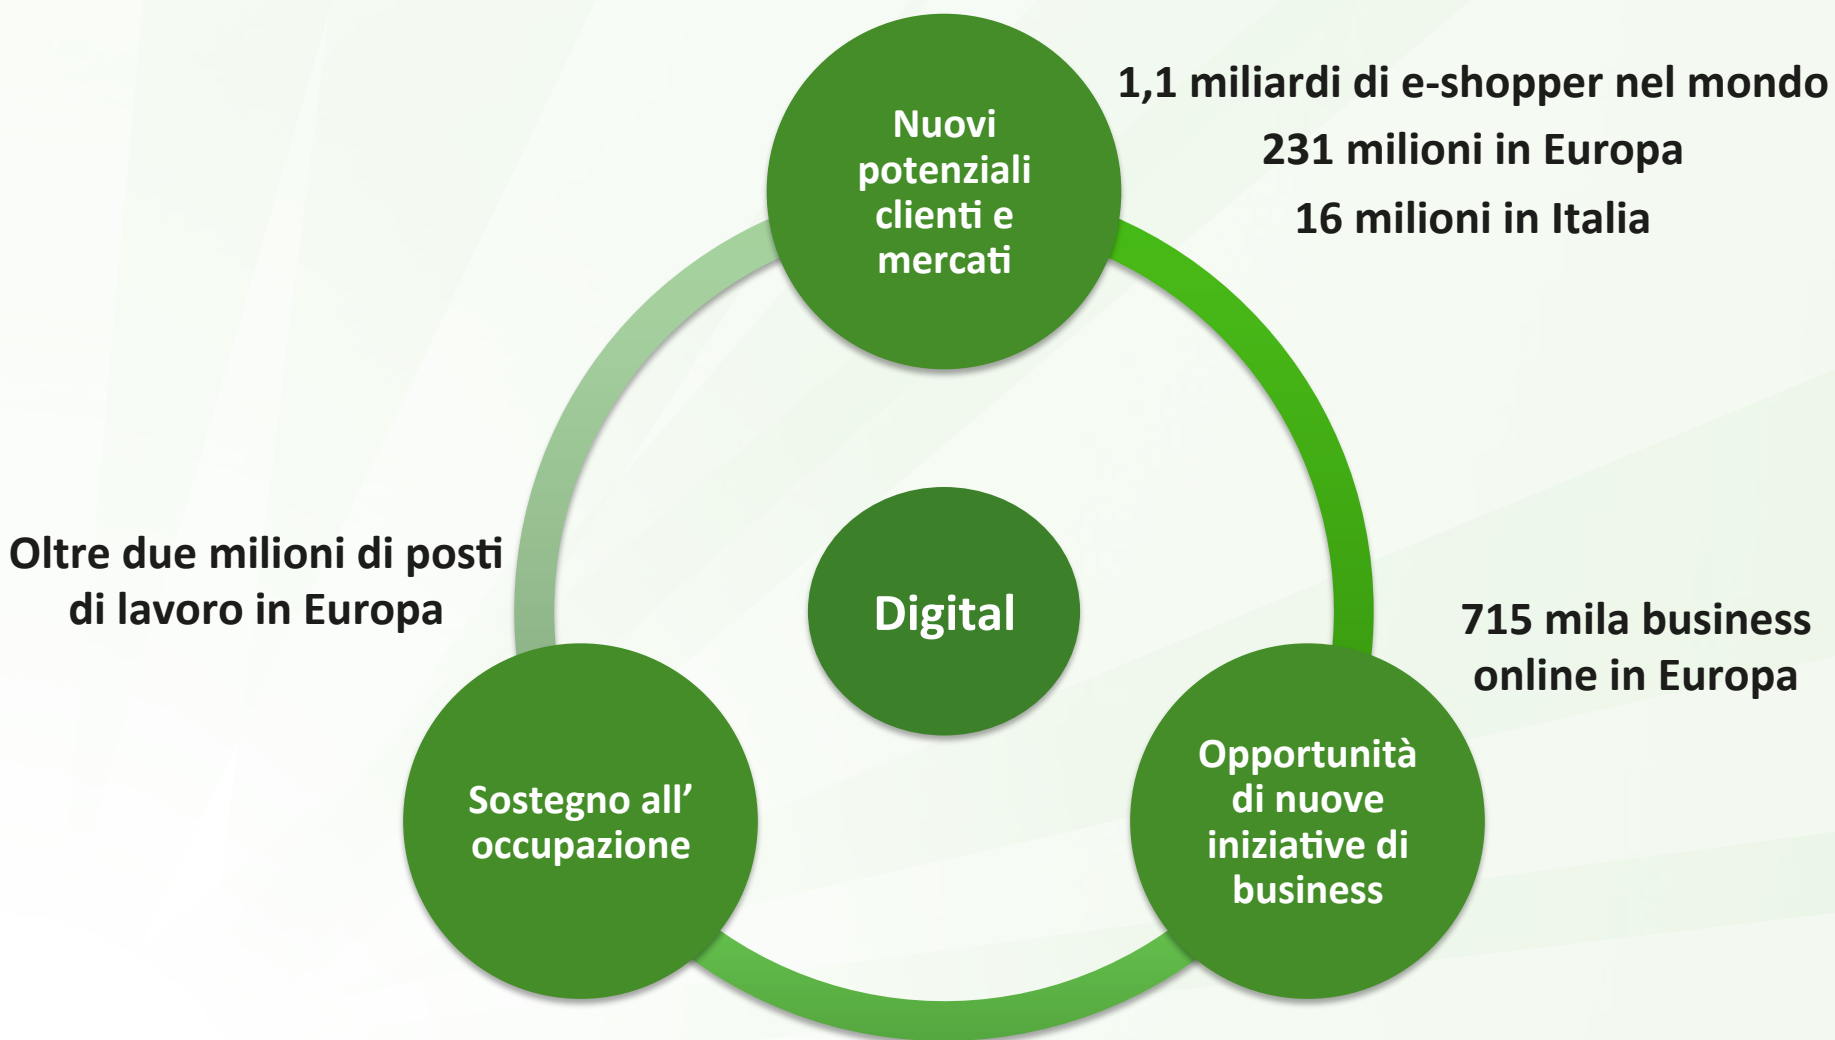 Nuovi
potenziali
clienti e
mercati
1,1 miliardi di e-shopper nel mondo
231 milioni in Europa
16 milioni in Italia
Oltre due milioni di posti
di lavoro in Europa
Digital
715 mila business
online in Europa
Sostegno all’
occupazione
Opportunità
di nuove
iniziative di
business